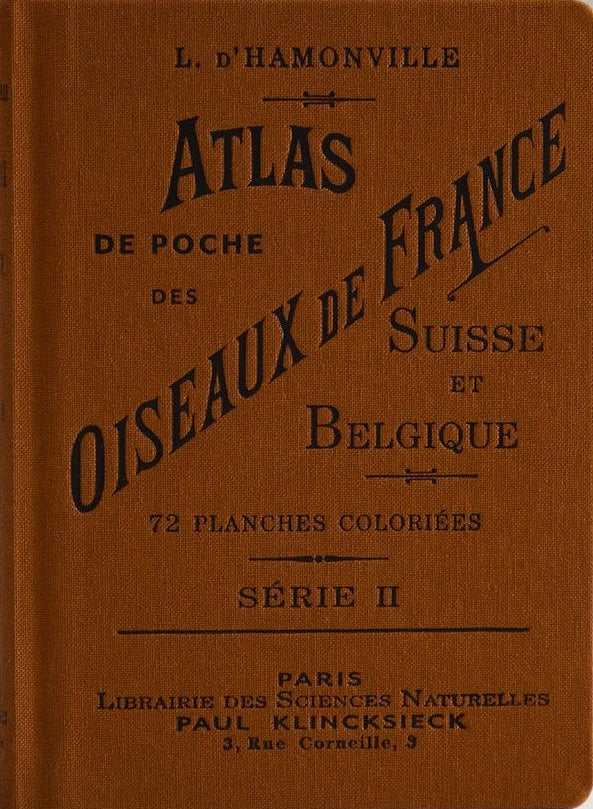 L. D'HAMONVILLE
ATLAS
DE POCHE
DES
OISEAUX DE FRANCE
SUISSE
ET
BELGIQUE
72 PLANCHES COLORIÉES
SÉRIE II
PARIS
LIBRAIRIE DES SCIENCES NATURELLES
PAUL KLINCKSIECK
3, Rue Corneille, 3